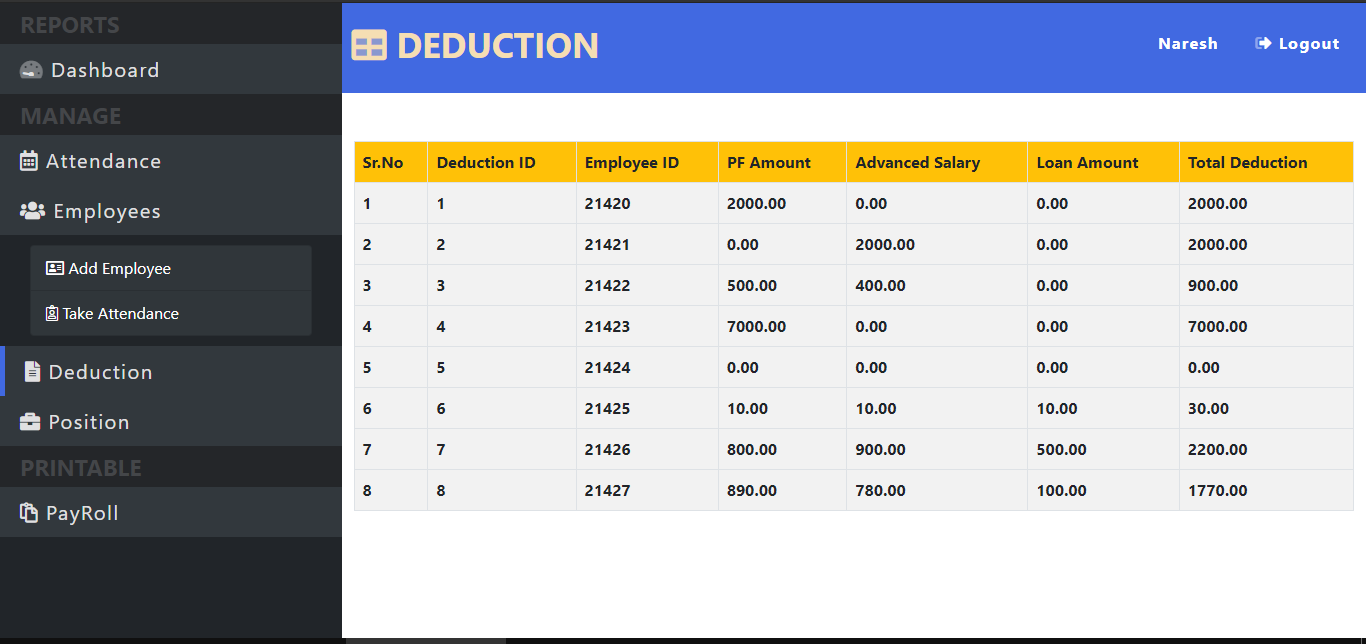 REPORTS
Dashboard
MANAGE
Attendance
Employees
Add Employee
Take Attendance
Deduction
Position
PRINTABLE
PayRoll
DEDUCTION
Naresh Logout
Sr.No Deduction ID Employee ID PF Amount Advanced Salary Loan Amount Total Deduction
1 1 21420 2000.00 0.00 0.00 2000.00
2 2 21421 0.00 2000.00 0.00 2000.00
3 3 21422 500.00 400.00 0.00 900.00
4 4 21423 7000.00 0.00 0.00 7000.00
5 5 21424 0.00 0.00 0.00 0.00
6 6 21425 10.00 10.00 10.00 30.00
7 7 21426 800.00 900.00 500.00 2200.00
8 8 21427 890.00 780.00 100.00 1770.00